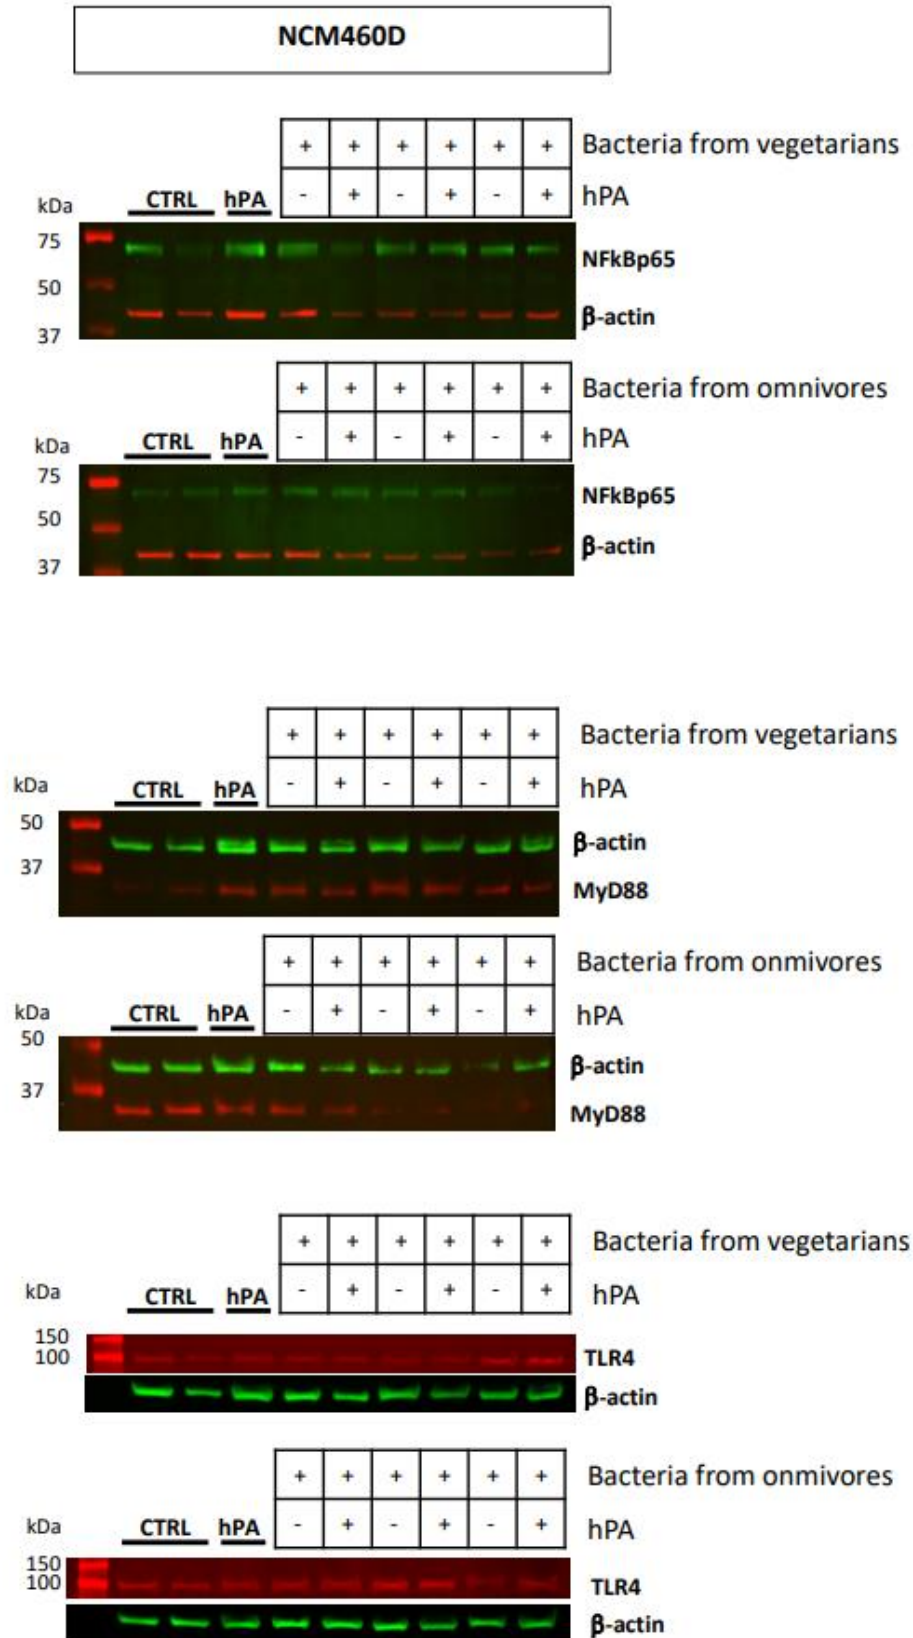 NCM460D
+ + + + + + Bacteria from vegetarians
kDa CTRL hPA - + - + - + hPA
75 NFkBp65
50
β-actin
37
+ + + + + + Bacteria from omnivores
kDa CTRL hPA - + - + - + hPA
75 NFkBp65
50
β-actin
37
+ + + + + + Bacteria from vegetarians
kDa CTRL hPA - + - + - + hPA
50 β-actin
37
MyD88
+ + + + + + Bacteria from onmivores
kDa CTRL hPA - + - + - + hPA
50 β-actin
37
MyD88
+ + + + + + Bacteria from vegetarians
kDa CTRL hPA - + - + - + hPA
150
100 TLR4
β-actin
+ + + + + + Bacteria from onmivores
kDa CTRL hPA - + - + - + hPA
150
100 TLR4
β-actin